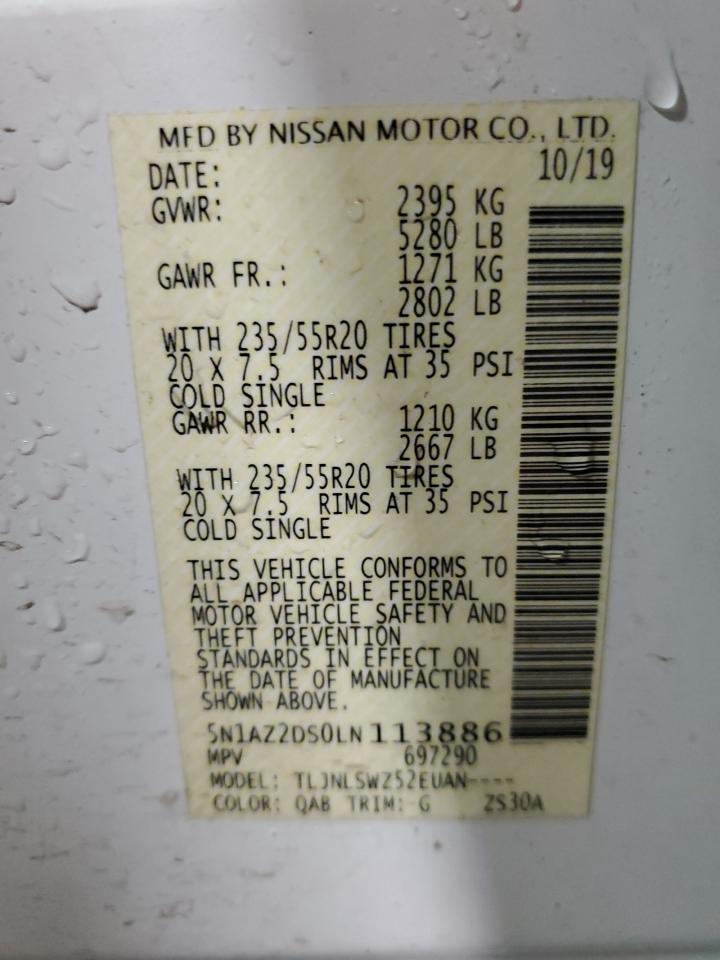 MFD BY NISSAN MOTOR CO., LTD.
DATE: 10/19
GVWR: 2395 KG
5280 LB
GAWR FR.: 1271 KG
2802 LB
WITH 235/55R20 TIRES
20 X 7.5 RIMS AT 35 PSI
COLD SINGLE
GAWR RR.: 1210 KG
2667 LB
WITH 235/55R20 TIRES
20 X 7.5 RIMS AT 35 PSI
COLD SINGLE
THIS VEHICLE CONFORMS TO
ALL APPLICABLE FEDERAL
MOTOR VEHICLE SAFETY AND
THEFT PREVENTION
STANDARDS IN EFFECT ON
THE DATE OF MANUFACTURE
SHOWN ABOVE.
5N1AZ2DS0LN113886
MPV 697290
MODEL: TLJNLSWZ52EUAN----
COLOR: QAB TRIM: G ZS30A